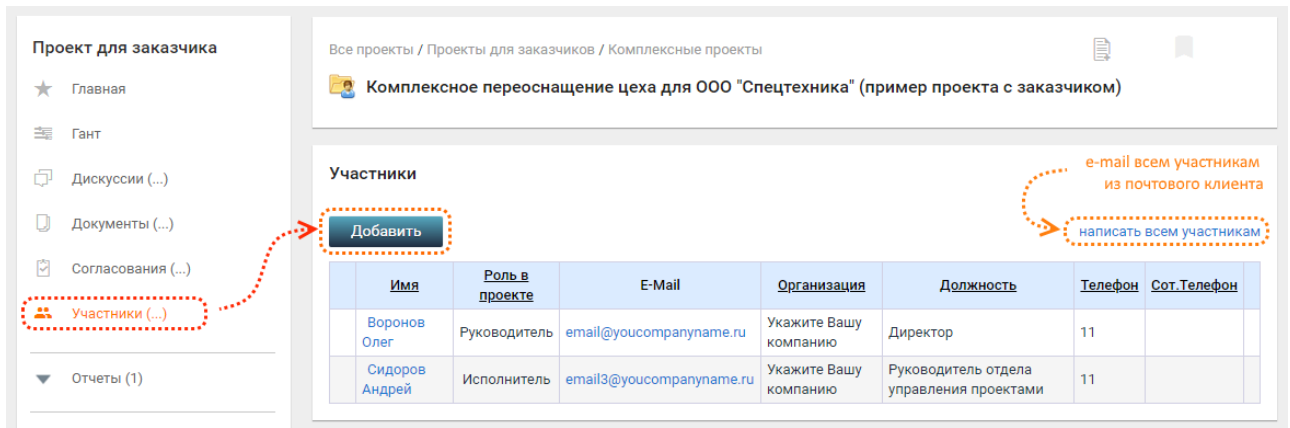 Проект для заказчика
Главная
Гант
Дискуссии (...)
Документы (...)
Согласования (...)
Участники (...)
Отчеты (1)
Все проекты / Проекты для заказчиков / Комплексные проекты
Комплексное переоснащение цеха для ООО "Спецтехника" (пример проекта с заказчиком)
Участники
e-mail всем участникам
из почтового клиента
Добавить
написать всем участникам
Имя
Роль в
проекте
E-Mail
Организация
Должность
Телефон
Сот.Телефон
Воронов
Олег
Руководитель
email@youcompanyname.ru
Укажите Вашу
компанию
Директор
11
Сидоров
Андрей
Исполнитель
email3@youcompanyname.ru
Укажите Вашу
компанию
Руководитель отдела
управления проектами
11